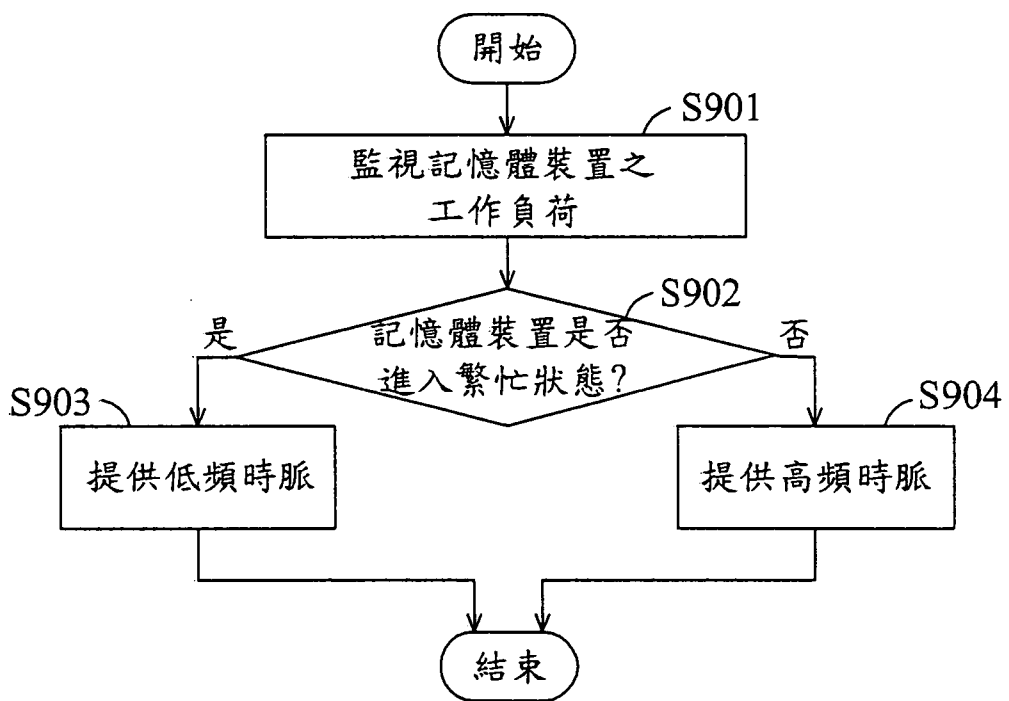 開始
S901
監視記憶體裝置之
工作負荷
S902
記憶體裝置是否
進入繁忙狀態?
是
否
S903
提供低頻時脈
S904
提供高頻時脈
結束